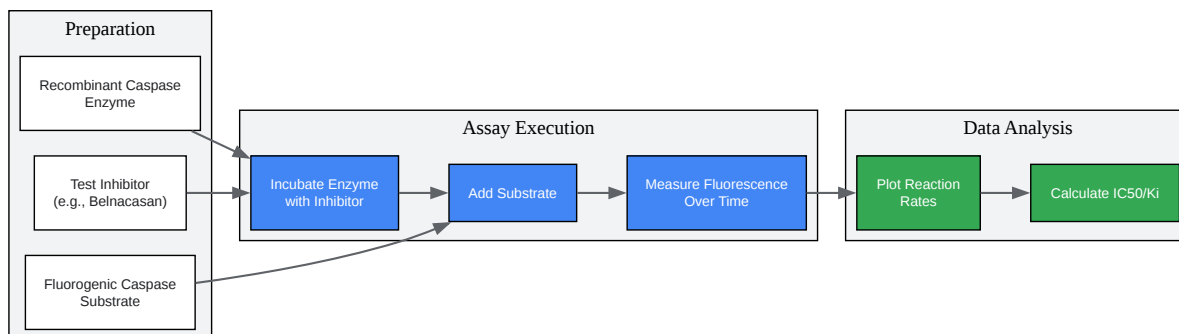 Preparation
Recombinant Caspase
Enzyme
Test Inhibitor
(e.g., Belnacasan)
Fluorogenic Caspase
Substrate
Assay Execution
Incubate Enzyme
with Inhibitor
Add Substrate
Measure Fluorescence
Over Time
Data Analysis
Plot Reaction
Rates
Calculate IC50/Ki